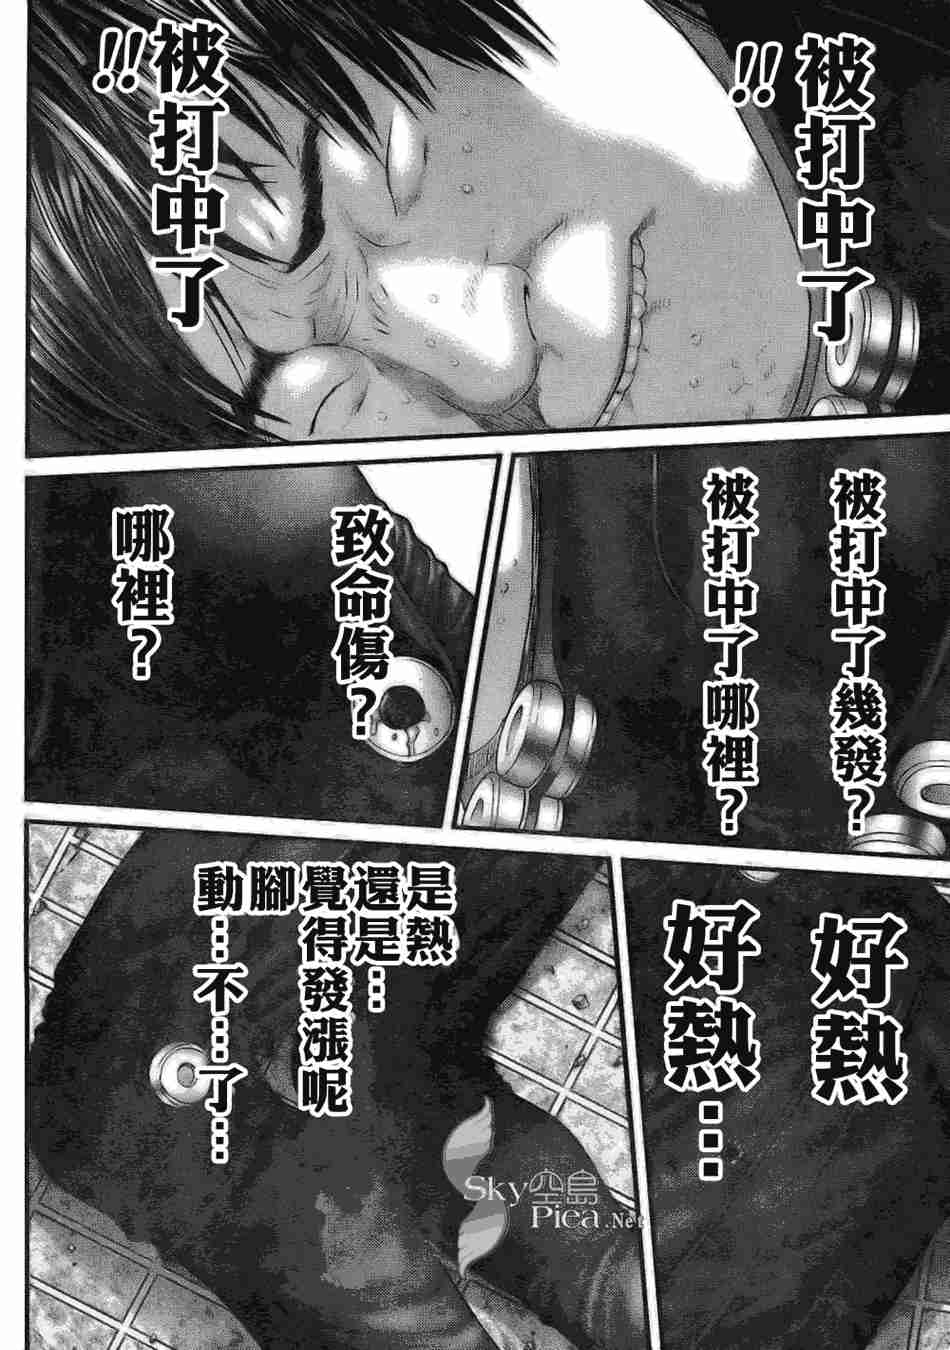 被打中了!!
被打中了!!
被打中了幾發?
被打中了哪裡?
致命傷?
哪裡?
好熱
好熱…
是熱
還是…
覺得發漲呢
腳
動…不…了…
Sky空島
Piea.Net